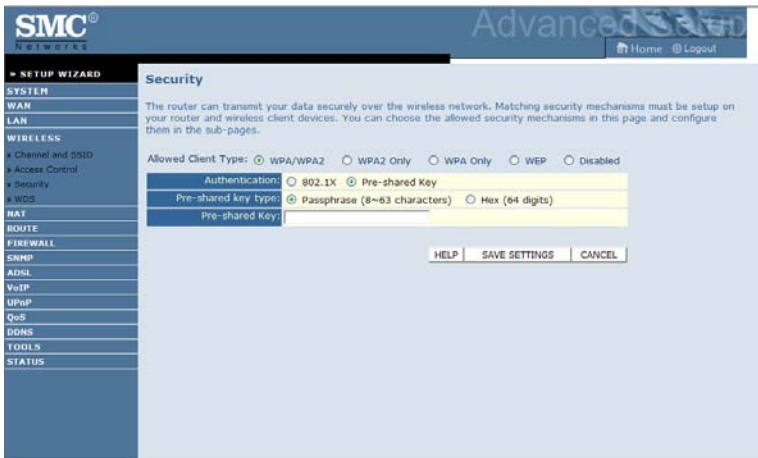 SMC®
Networks
Advanced Setup
Home Logout
» SETUP WIZARD
SYSTEM
WAN
LAN
WIRELESS
» Channel and SSID
» Access Control
» Security
» WDS
NAT
ROUTE
FIREWALL
SNMP
ADSL
VoIP
UPnP
QoS
DDNS
TOOLS
STATUS
Security
The router can transmit your data securely over the wireless network. Matching security mechanisms must be setup on
your router and wireless client devices. You can choose the allowed security mechanisms in this page and configure
them in the sub-pages.
Allowed Client Type: WPA/WPA2 WPA2 Only WPA Only WEP Disabled
Authentication: 802.1X Pre-shared Key
Pre-shared key type: Passphrase (8~63 characters) Hex (64 digits)
Pre-shared Key:
HELP SAVE SETTINGS CANCEL